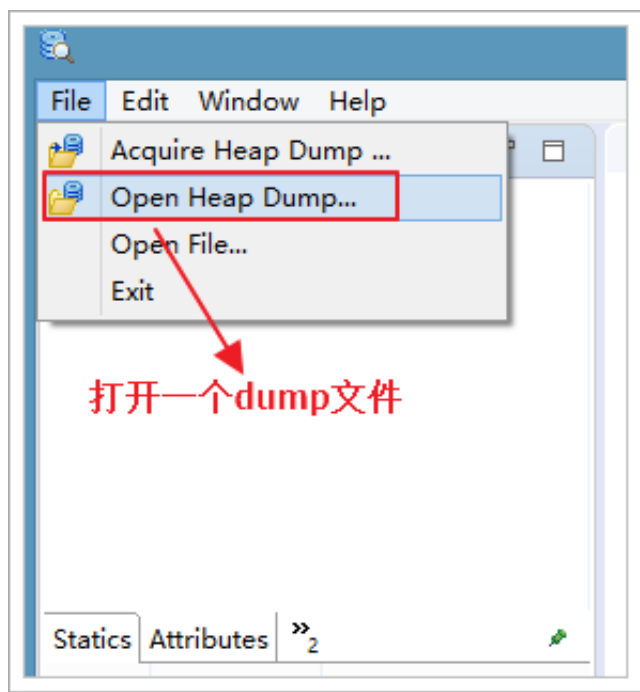 File Edit Window Help
Acquire Heap Dump ...
Open Heap Dump...
Open File...
Exit
打开一个dump文件
Statics Attributes »2